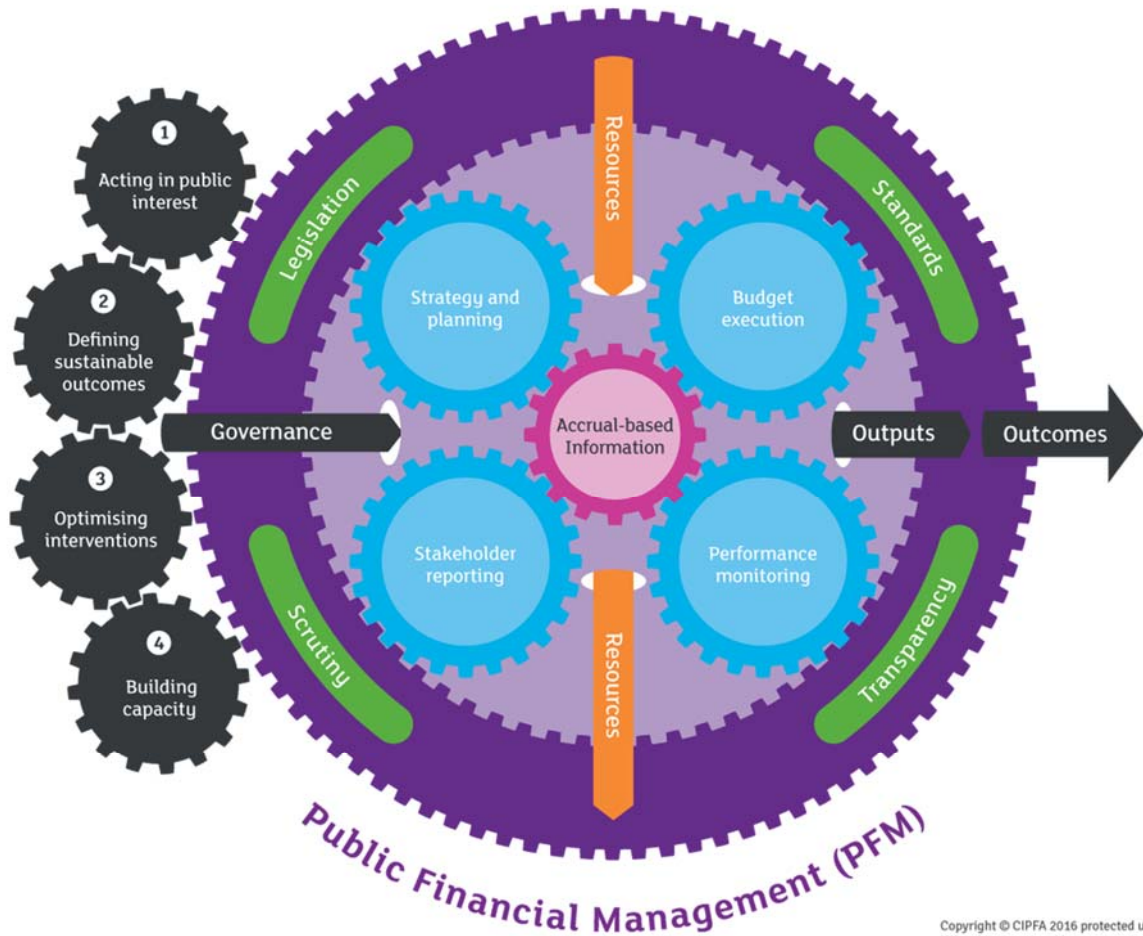 1
Acting in public
interest
2
Defining
sustainable
outcomes
3
Optimising
interventions
4
Building
capacity
Legislation
Resources
Standards
Strategy and
planning
Budget
execution
Governance
Accrual-based
Information
Outputs
Outcomes
Stakeholder
reporting
Performance
monitoring
Scrutiny
Resources
Transparency
Public Financial Management (PFM)
Copyright © CIPFA 2016 protected u